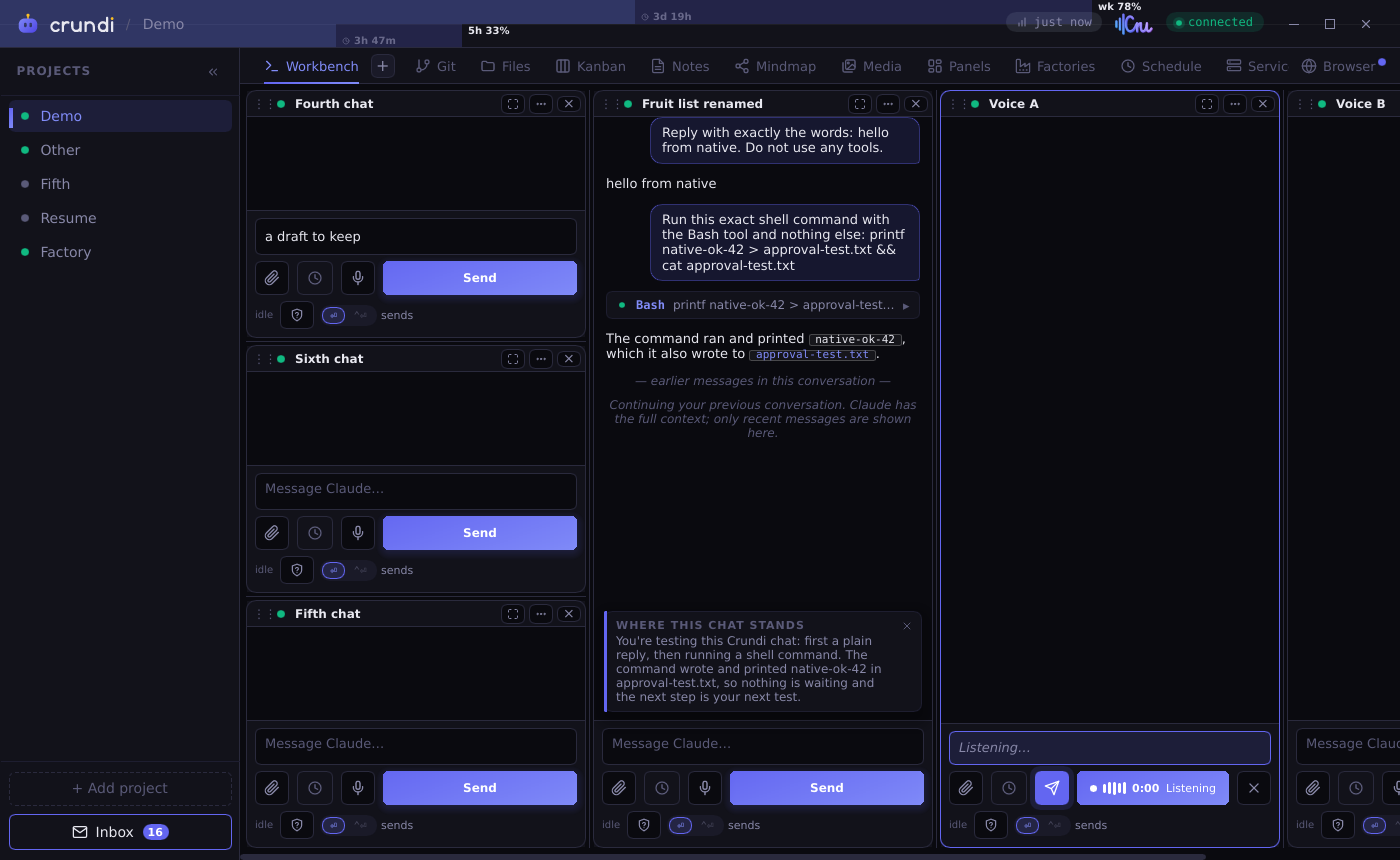 crundi / Demo
3h 47m
5h 33%
3d 19h
wk 78%
just now
Cru
connected
PROJECTS
Demo
Other
Fifth
Resume
Factory
+ Add project
Inbox 16
Workbench
Git
Files
Kanban
Notes
Mindmap
Media
Panels
Factories
Schedule
Servic
Browser
Fourth chat
a draft to keep
Send
idle
sends
Sixth chat
Message Claude...
Send
idle
sends
Fifth chat
Message Claude...
Send
idle
sends
Fruit list renamed
Reply with exactly the words: hello
from native. Do not use any tools.
hello from native
Run this exact shell command with
the Bash tool and nothing else: printf
native-ok-42 > approval-test.txt &&
cat approval-test.txt
Bash printf native-ok-42 > approval-test...
The command ran and printed native-ok-42,
which it also wrote to approval-test.txt.
— earlier messages in this conversation —
Continuing your previous conversation. Claude has
the full context; only recent messages are shown
here.
WHERE THIS CHAT STANDS
You're testing this Crundi chat: first a plain
reply, then running a shell command. The
command wrote and printed native-ok-42 in
approval-test.txt, so nothing is waiting and
the next step is your next test.
Message Claude...
Send
idle
sends
Voice A
Listening...
0:00 Listening
idle
sends
Voice B
Message Clau
idle